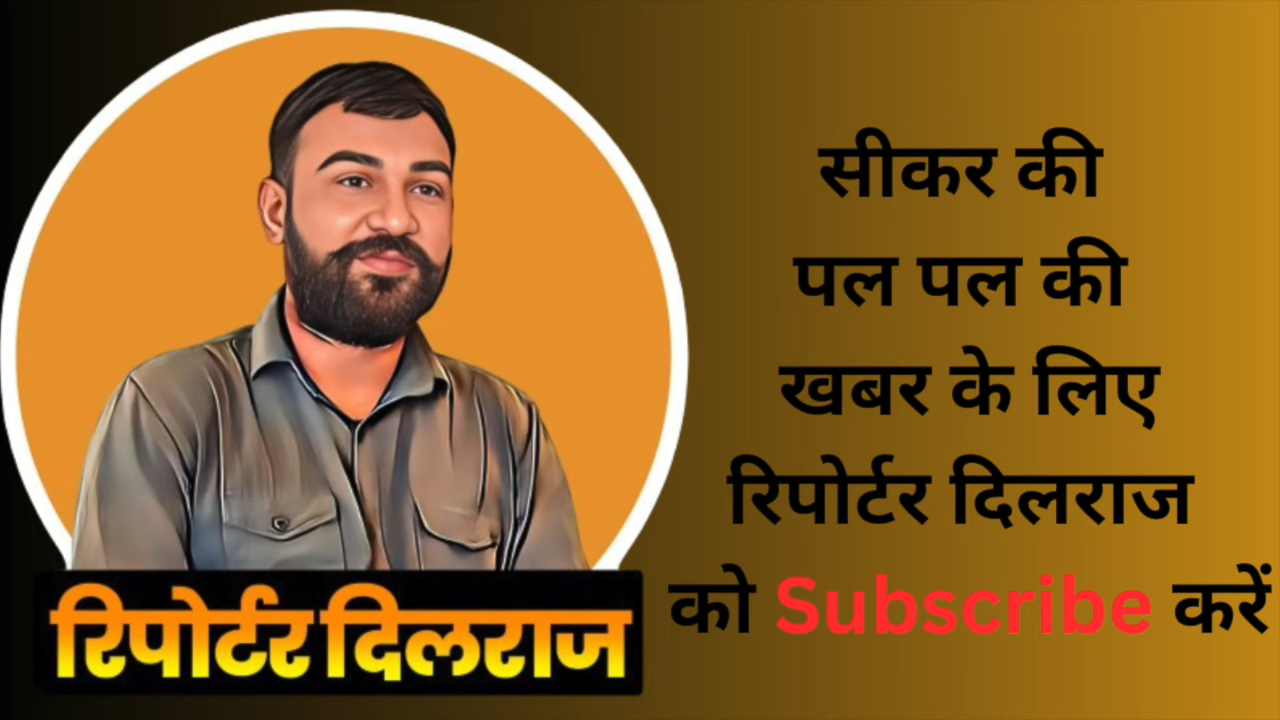 सीकर की
पल पल की
खबर के लिए
रिपोर्टर दिलराज
को Subscribe करें
रिपोर्टर दिलराज